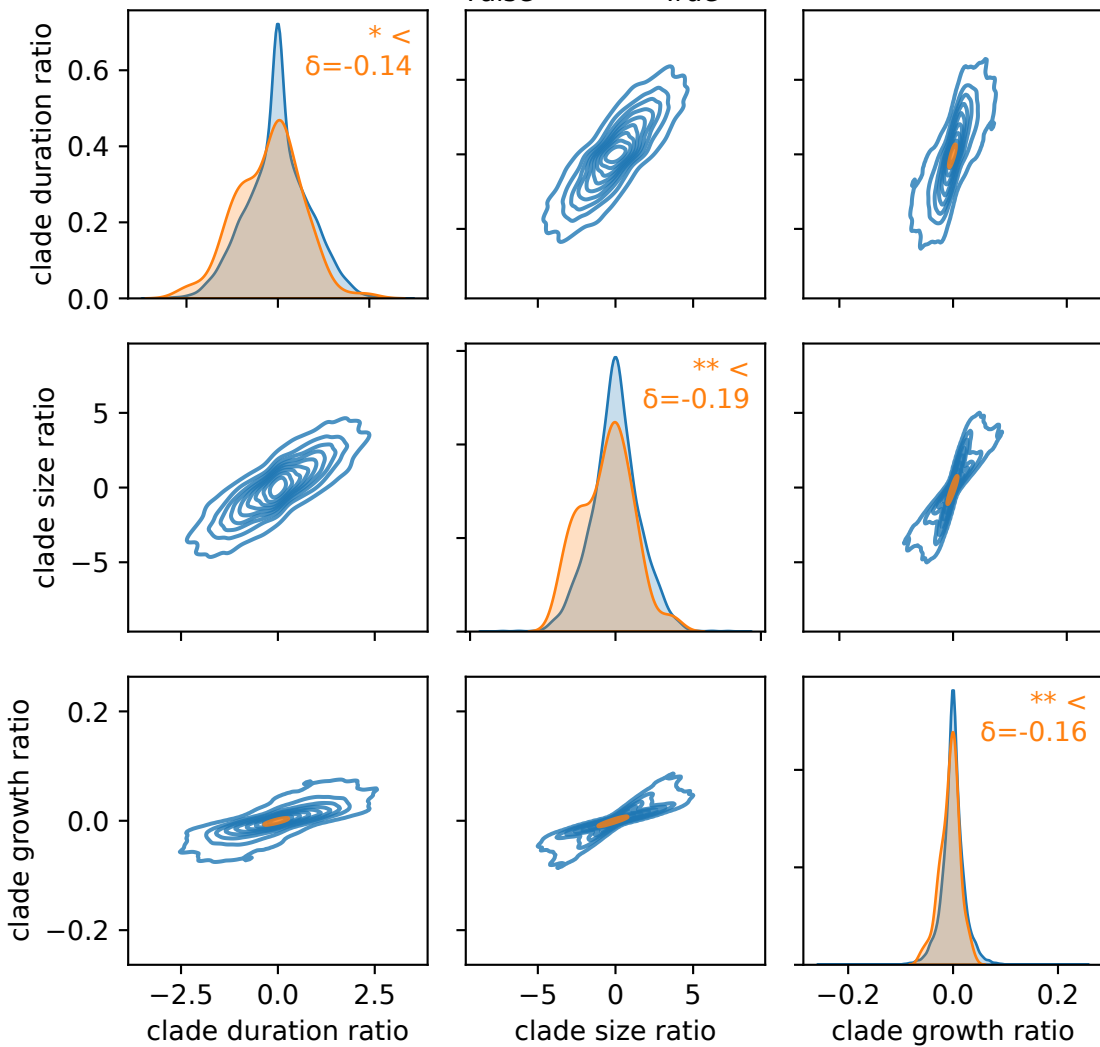 clade duration ratio
0.6
0.4
0.2
0.0
* <
δ=-0.14
clade size ratio
5
0
−5
** <
δ=-0.19
clade growth ratio
0.2
0.0
−0.2
** <
δ=-0.16
−2.5 0.0 2.5
−5 0 5
−0.2 0.0 0.2
clade duration ratio
clade size ratio
clade growth ratio